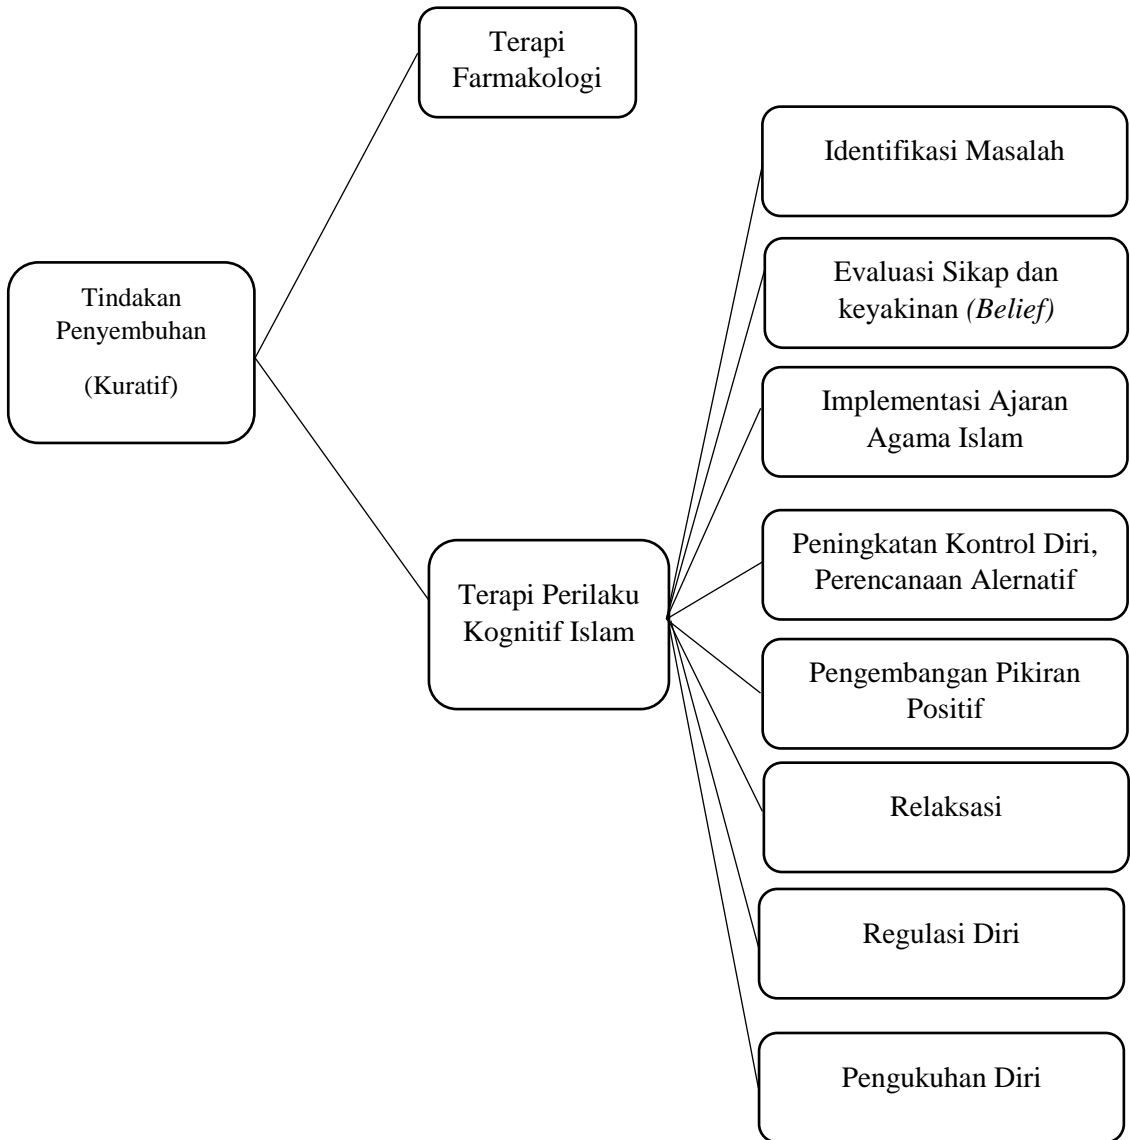 Terapi
Farmakologi
Identifikasi Masalah
Evaluasi Sikap dan
keyakinan (Belief)
Tindakan
Penyembuhan
(Kuratif)
Implementasi Ajaran
Agama Islam
Peningkatan Kontrol Diri,
Perencanaan Alernatif
Terapi Perilaku
Kognitif Islam
Pengembangan Pikiran
Positif
Relaksasi
Regulasi Diri
Pengukuhan Diri